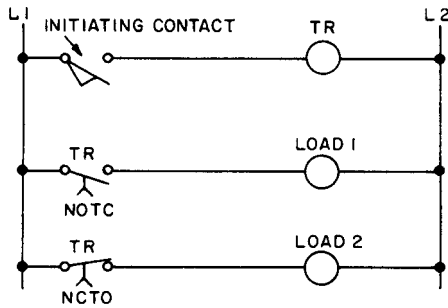 L1
INITIATING CONTACT
TR
L2
TR
LOAD 1
NOTC
TR
LOAD 2
NCTO